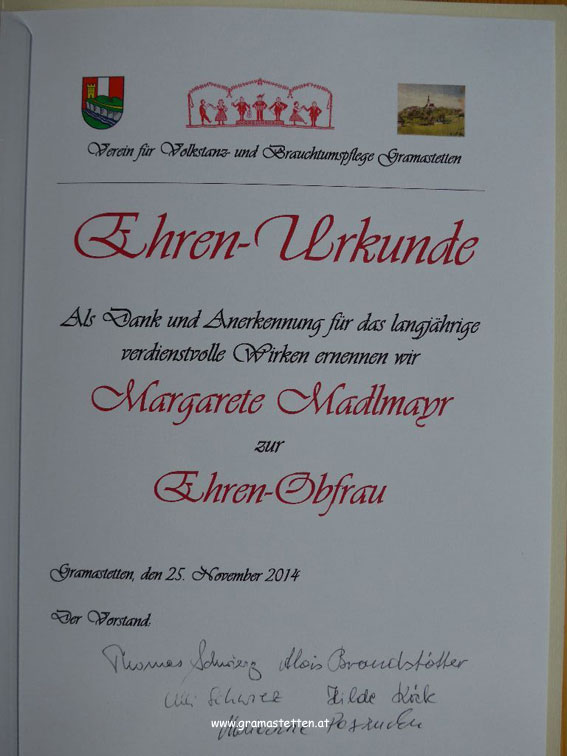 Verein für Volkstanz- und Brauchtumspflege Gramastetten
Ehren-Urkunde
Als Dank und Anerkennung für das langjährige
verdienstvolle Wirken ernennen wir
Margarete Madlmayr
zur
Ehren-Obfrau
Gramastetten, den 25. November 2014
Der Vorstand:
Thomas Alois Brandstötter
Hilde
www.gramastetten.at